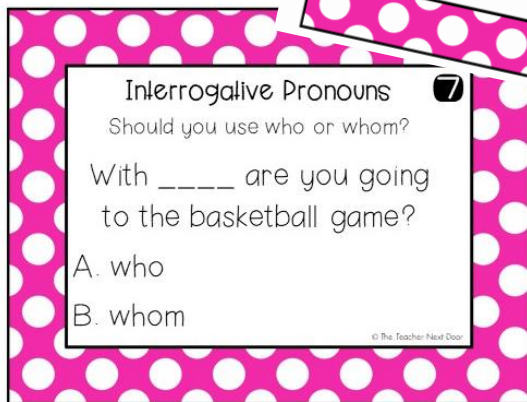 Interrogative Pronouns 7
Should you use who or whom?
With ____ are you going
to the basketball game?
A. who
B. whom
© The Teacher Next Door